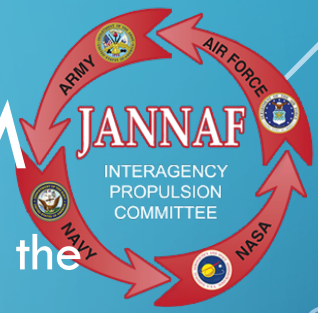 ARMY
AIR FORCE
JANNAF
INTERAGENCY
PROPULSION
COMMITTEE
NAVY
NASA
the